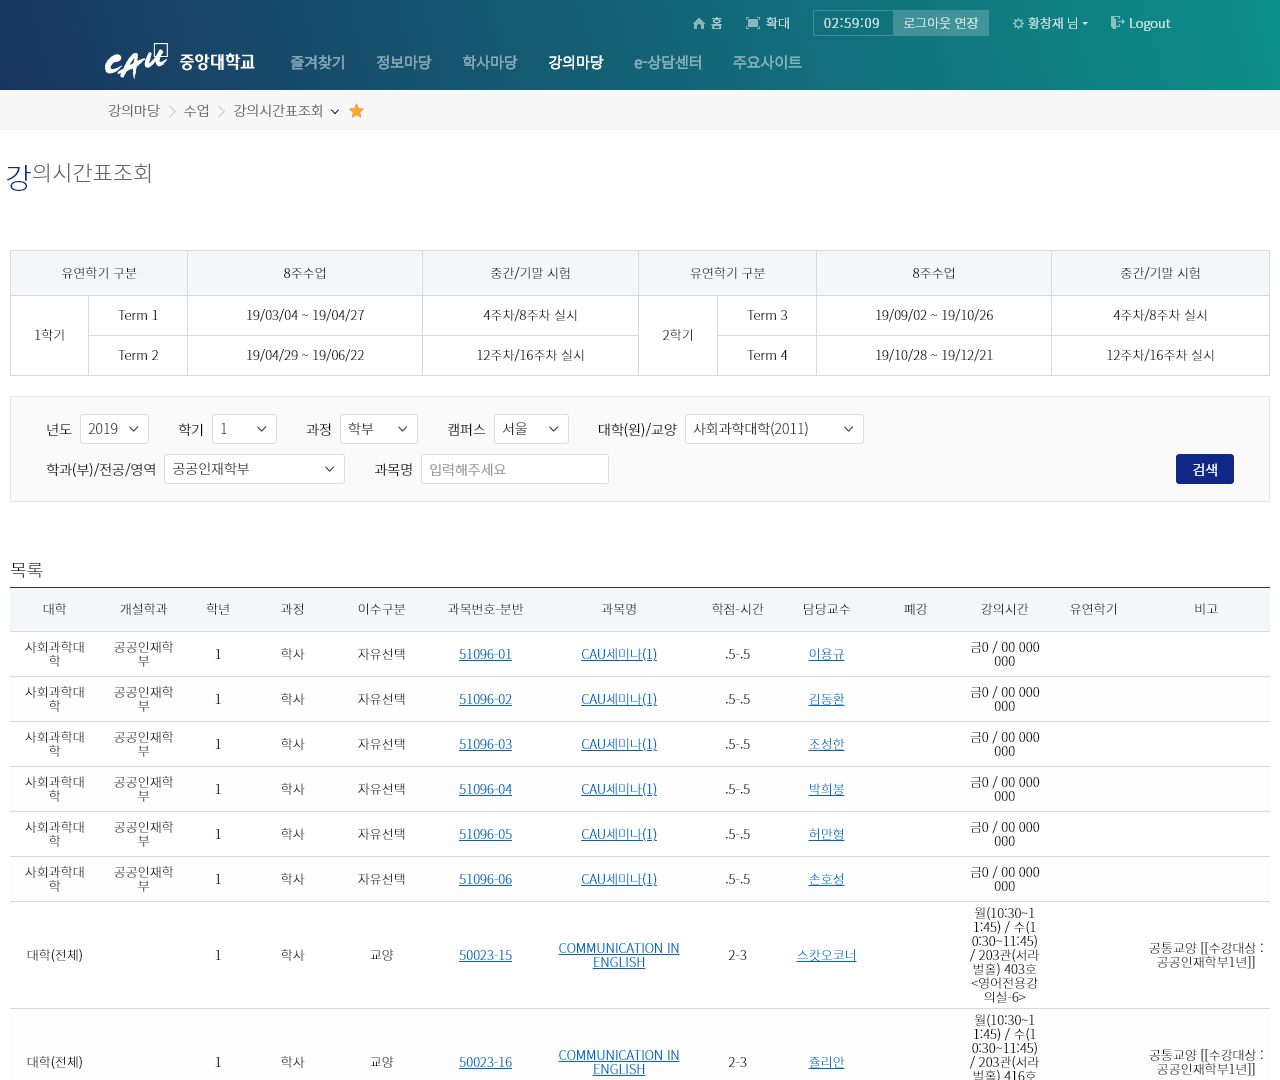 홈 확대 02:59:09 로그아웃 연장 황창재 님 Logout
CAU 중앙대학교 즐겨찾기 정보마당 학사마당 강의마당 e-상담센터 주요사이트
강의마당 수업 강의시간표조회
강의시간표조회
유연학기 구분 8주수업 중간/기말 시험 유연학기 구분 8주수업 중간/기말 시험
1학기 Term 1 19/03/04 ~ 19/04/27 4주차/8주차 실시 2학기 Term 3 19/09/02 ~ 19/10/26 4주차/8주차 실시
Term 2 19/04/29 ~ 19/06/22 12주차/16주차 실시 Term 4 19/10/28 ~ 19/12/21 12주차/16주차 실시
년도 2019 학기 1 과정 학부 캠퍼스 서울 대학(원)/교양 사회과학대학(2011)
학과(부)/전공/영역 공공인재학부 과목명 입력해주세요 검색
목록
대학 개설학과 학년 과정 이수구분 과목번호-분반 과목명 학점-시간 담당교수 폐강 강의시간 유연학기 비고
사회과학대학 공공인재학부 1 학사 자유선택 51096-01 CAU세미나(1) .5-.5 이용규 금0 / 00 000 000
사회과학대학 공공인재학부 1 학사 자유선택 51096-02 CAU세미나(1) .5-.5 김동환 금0 / 00 000 000
사회과학대학 공공인재학부 1 학사 자유선택 51096-03 CAU세미나(1) .5-.5 조성한 금0 / 00 000 000
사회과학대학 공공인재학부 1 학사 자유선택 51096-04 CAU세미나(1) .5-.5 박희봉 금0 / 00 000 000
사회과학대학 공공인재학부 1 학사 자유선택 51096-05 CAU세미나(1) .5-.5 허만형 금0 / 00 000 000
사회과학대학 공공인재학부 1 학사 자유선택 51096-06 CAU세미나(1) .5-.5 손호성 금0 / 00 000 000
대학(전체) 1 학사 교양 50023-15 COMMUNICATION IN ENGLISH 2-3 스캇오코너 월(10:30~11:45) / 수(10:30~11:45) / 203관(서라벌홀) 403호 <영어전용강의실-6> 공통교양 [[수강대상 : 공공인재학부1년]]
대학(전체) 1 학사 교양 50023-16 COMMUNICATION IN ENGLISH 2-3 쥴리안 월(10:30~11:45) / 수(10:30~11:45) / 203관(서라벌홀) 416호 공통교양 [[수강대상 : 공공인재학부1년]]